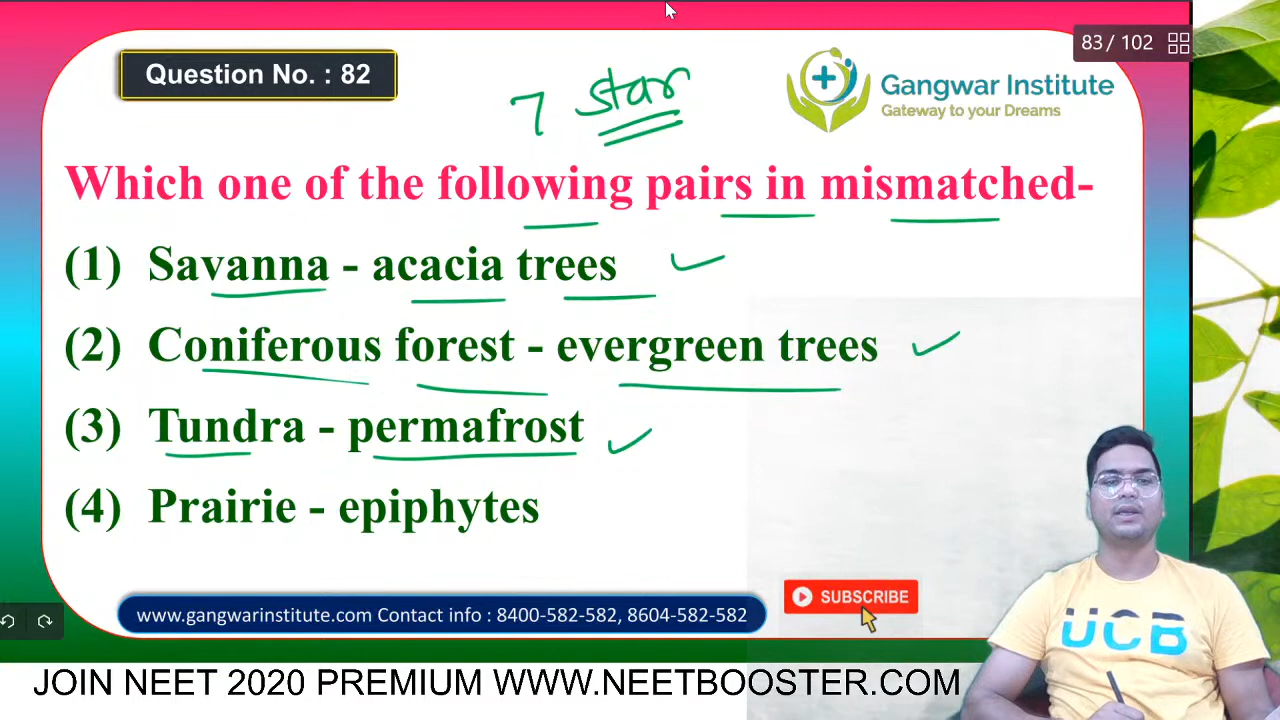 83 / 102
Question No. : 82
7 star
Gangwar Institute
Gateway to your Dreams
Which one of the following pairs in mismatched-
(1) Savanna - acacia trees
(2) Coniferous forest - evergreen trees
(3) Tundra - permafrost
(4) Prairie - epiphytes
UCB
SUBSCRIBE
www.gangwarinstitute.com Contact info : 8400-582-582, 8604-582-582
JOIN NEET 2020 PREMIUM WWW.NEETBOOSTER.COM